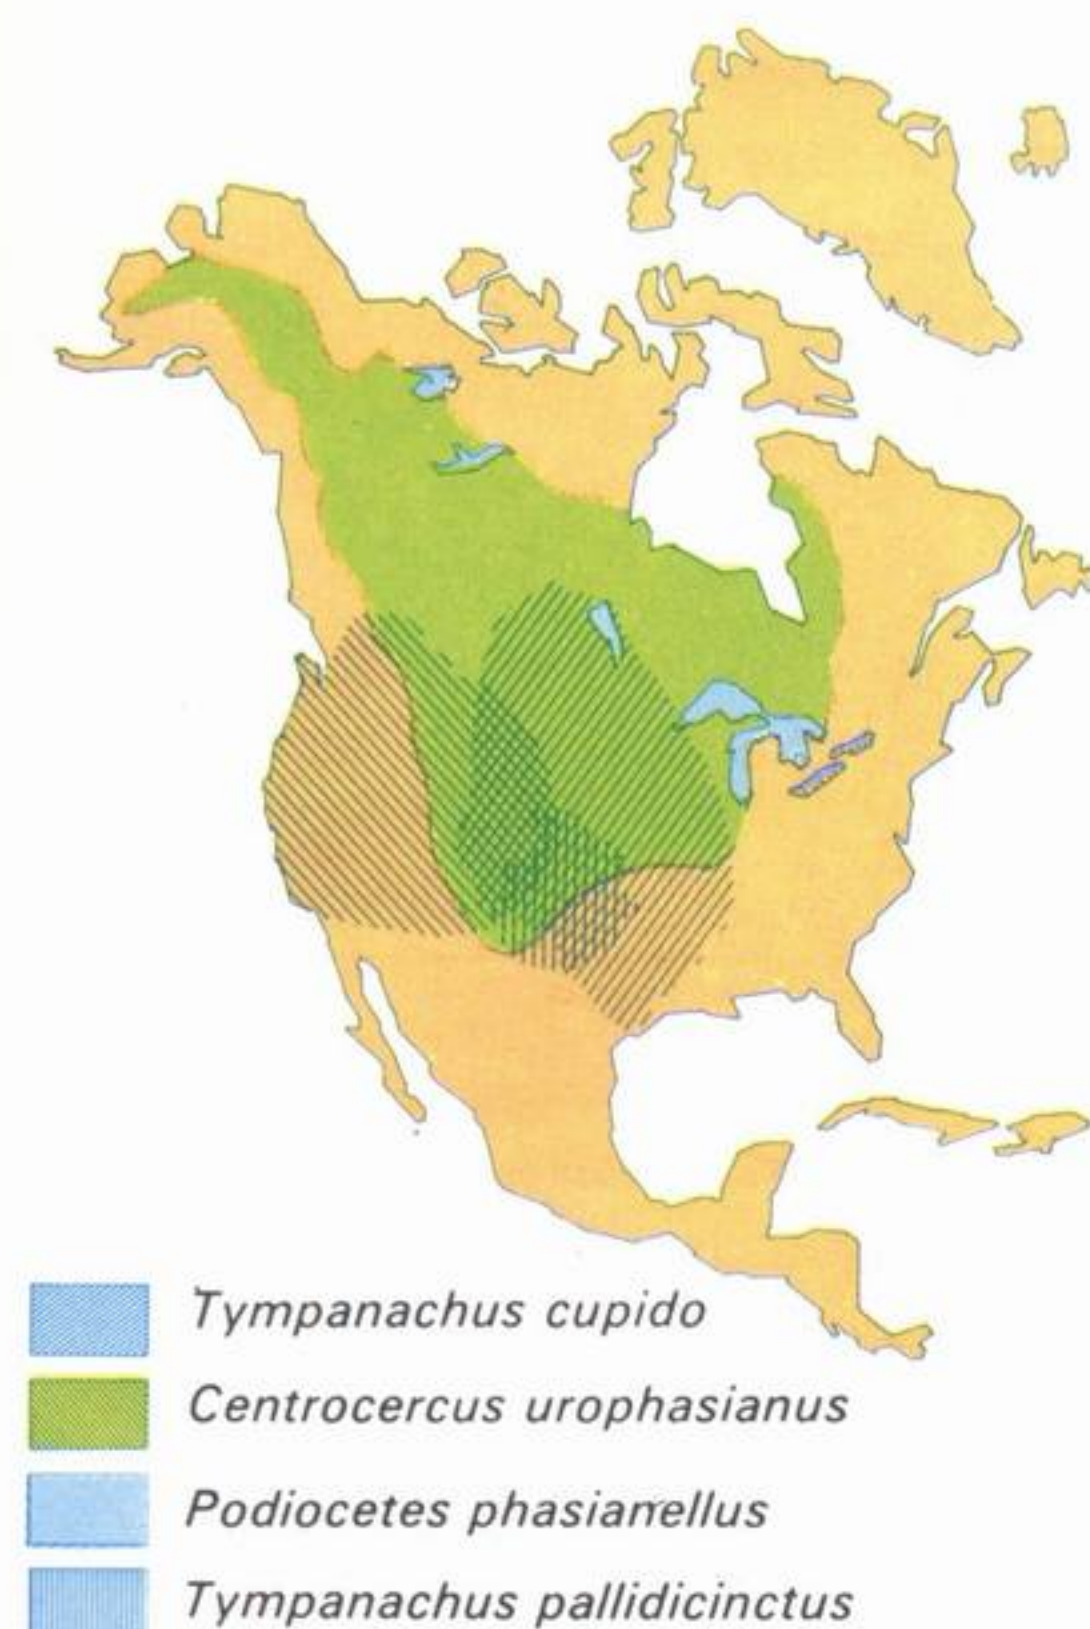 Tympanachus cupido
Centrocercus urophasianus
Podiocetes phasianellus
Tympanachus pallidicinctus